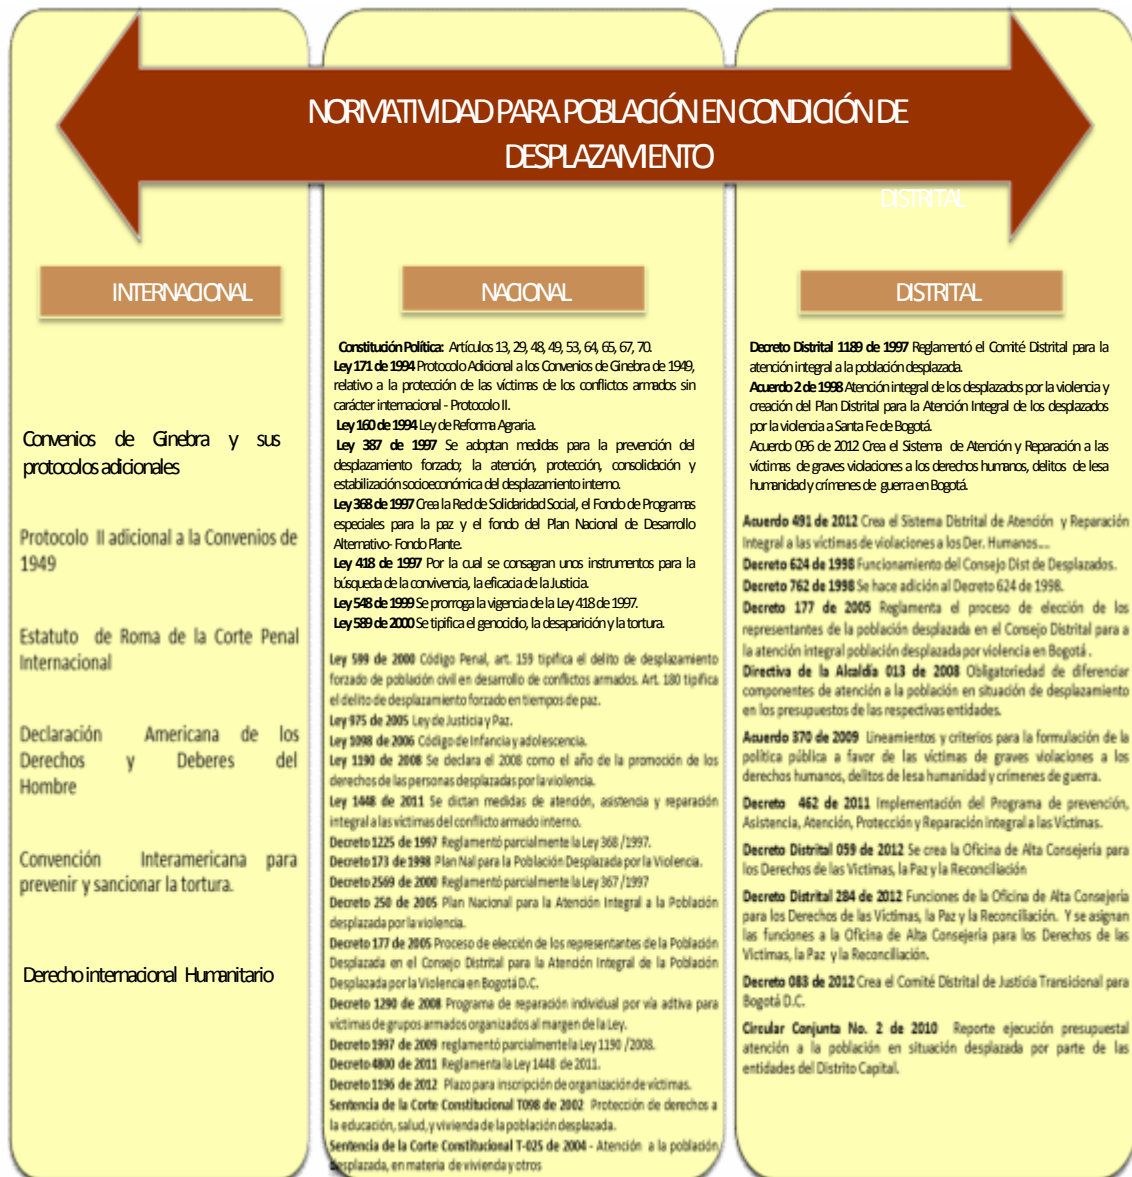 NORMATIVIDAD PARA POBLACIÓN EN CONDICIÓN DE
DESPLAZAMIENTO
DISTRITAL
INTERNACIONAL
Convenios de Ginebra y sus
protocolos adicionales
Protocolo II adicional a la Convenios de
1949
Estatuto de Roma de la Corte Penal
Internacional
Declaración Americana de los
Derechos y Deberes del
Hombre
Convención Interamericana para
prevenir y sancionar la tortura.
Derecho internacional Humanitario
NACIONAL
Constitución Política: Artículos 13, 29, 48, 49, 53, 64, 65, 67, 70.
Ley 171 de 1994 Protocolo Adicional a los Convenios de Ginebra de 1949,
relativo a la protección de las víctimas de los conflictos armados sin
carácter internacional - Protocolo II.
Ley 160 de 1994 Ley de Reforma Agraria.
Ley 387 de 1997 Se adoptan medidas para la prevención del
desplazamiento forzado; la atención, protección, consolidación y
estabilización socioeconómica del desplazamiento interno.
Ley 368 de 1997 Crea la Red de Solidaridad Social, el Fondo de Programas
especiales para la paz y el fondo del Plan Nacional de Desarrollo
Alternativo- Fondo Plante.
Ley 418 de 1997 Por la cual se consagran unos instrumentos para la
búsqueda de la convivencia, la eficacia de la Justicia.
Ley 548 de 1999 Se prorroga la vigencia de la Ley 418 de 1997.
Ley 589 de 2000 Se tipifica el genocidio, la desaparición y la tortura.
Ley 599 de 2000 Código Penal, art. 159 tipifica el delito de desplazamiento
forzado de población civil en desarrollo de conflictos armados. Art. 180 tipifica
el delito de desplazamiento forzado en tiempos de paz.
Ley 975 de 2005 Ley de Justicia y Paz.
Ley 1098 de 2006 Código de Infancia y adolescencia.
Ley 1190 de 2008 Se declara el 2008 como el año de la promoción de los
derechos de las personas desplazadas por la violencia.
Ley 1448 de 2011 Se dictan medidas de atención, asistencia y reparación
integral a las víctimas del conflicto armado interno.
Decreto 1225 de 1997 Reglamentó parcialmente la Ley 368 /1997.
Decreto 173 de 1998 Plan Nal para la Población Desplazada por la Violencia.
Decreto 2569 de 2000 Reglamentó parcialmente la Ley 367 /1997
Decreto 250 de 2005 Plan Nacional para la Atención Integral a la Población
desplazada por la violencia.
Decreto 177 de 2005 Proceso de elección de los representantes de la Población
Desplazada en el Consejo Distrital para la Atención Integral de la Población
Desplazada por la Violencia en Bogotá D.C.
Decreto 1290 de 2008 Programa de reparación individual por vía adtiva para
víctimas de grupos armados organizados al margen de la Ley.
Decreto 1997 de 2009 reglamentó parcialmente la Ley 1190 /2008.
Decreto 4800 de 2011 Reglamenta la Ley 1448 de 2011.
Decreto 1196 de 2012 Plazo para inscripción de organización de víctimas.
Sentencia de la Corte Constitucional T098 de 2002 Protección de derechos a
la educación, salud, y vivienda de la población desplazada.
Sentencia de la Corte Constitucional T-025 de 2004 - Atención a la población
desplazada, en materia de vivienda y otros
DISTRITAL
Decreto Distrital 1189 de 1997 Reglamentó el Comité Distrital para la
atención integral a la población desplazada.
Acuerdo 2 de 1998 Atención integral de los desplazados por la violencia y
creación del Plan Distrital para la Atención Integral de los desplazados
por la violencia a Santa Fe de Bogotá.
Acuerdo 096 de 2012 Crea el Sistema de Atención y Reparación a las
víctimas de graves violaciones a los derechos humanos, delitos de lesa
humanidad y crímenes de guerra en Bogotá.
Acuerdo 491 de 2012 Crea el Sistema Distrital de Atención y Reparación
Integral a las víctimas de violaciones a los Der. Humanos....
Decreto 624 de 1998 Funcionamiento del Consejo Dist de Desplazados.
Decreto 762 de 1998 Se hace adición al Decreto 624 de 1998.
Decreto 177 de 2005 Reglamenta el proceso de elección de los
representantes de la población desplazada en el Consejo Distrital para a
la atención integral población desplazada por violencia en Bogotá .
Directiva de la Alcaldía 013 de 2008 Obligatoriedad de diferenciar
componentes de atención a la población en situación de desplazamiento
en los presupuestos de las respectivas entidades.
Acuerdo 370 de 2009 Lineamientos y criterios para la formulación de la
política pública a favor de las víctimas de graves violaciones a los
derechos humanos, delitos de lesa humanidad y crímenes de guerra.
Decreto 462 de 2011 Implementación del Programa de prevención,
Asistencia, Atención, Protección y Reparación integral a las Víctimas.
Decreto Distrital 059 de 2012 Se crea la Oficina de Alta Consejería para
los Derechos de las Victimas, la Paz y la Reconciliación
Decreto Distrital 284 de 2012 Funciones de la Oficina de Alta Consejería
para los Derechos de las Víctimas, la Paz y la Reconciliación. Y se asignan
las funciones a la Oficina de Alta Consejería para los Derechos de las
Victimas, la Paz y la Reconciliación.
Decreto 083 de 2012 Crea el Comité Distrital de Justicia Transicional para
Bogotá D.C.
Circular Conjunta No. 2 de 2010 Reporte ejecución presupuestal
atención a la población en situación desplazada por parte de las
entidades del Distrito Capital.